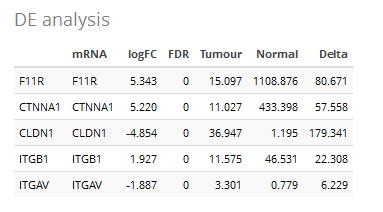 DE analysis
mRNA logFC FDR Tumour Normal Delta
F11R F11R 5.343 0 15.097 1108.876 80.671
CTNNA1 CTNNA1 5.220 0 11.027 433.398 57.558
CLDN1 CLDN1 -4.854 0 36.947 1.195 179.341
ITGB1 ITGB1 1.927 0 11.575 46.531 22.308
ITGAV ITGAV -1.887 0 3.301 0.779 6.229